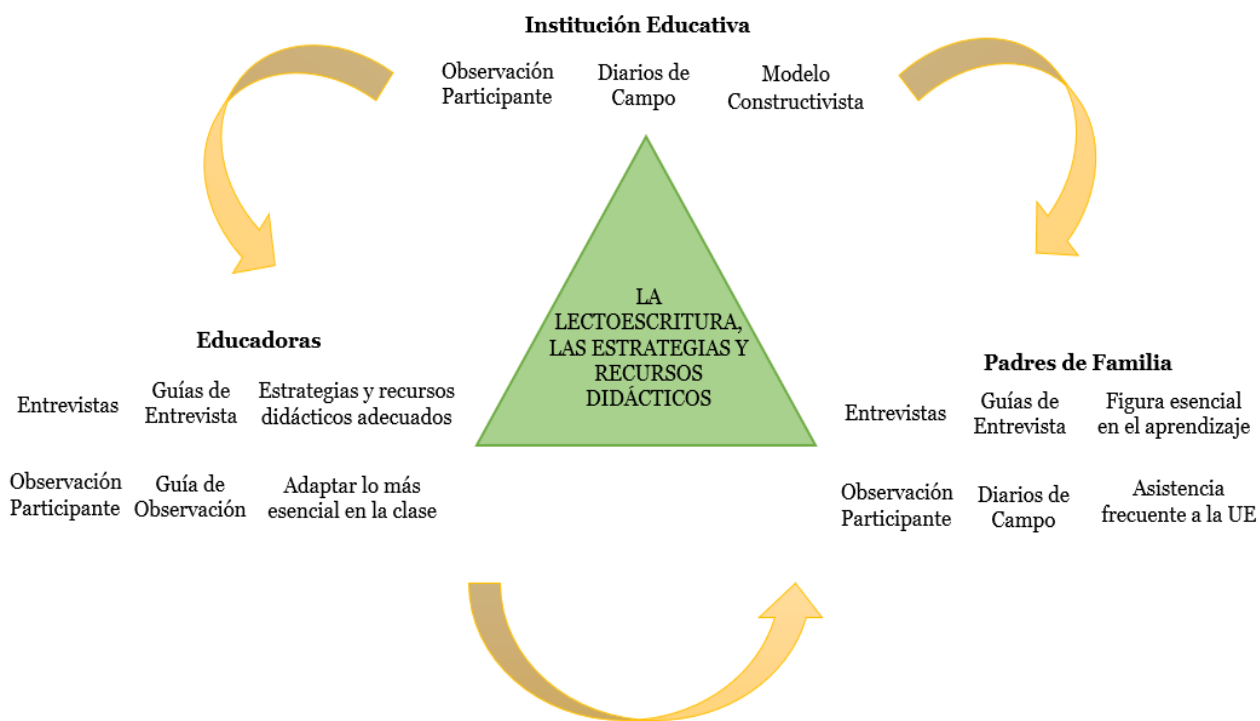 Institución Educativa
Observación
Participante
Diarios de
Campo
Modelo
Constructivista
LA
LECTOESCRITURA,
LAS ESTRATEGIAS Y
RECURSOS
DIDÁCTICOS
Educadoras
Entrevistas
Guías de
Entrevista
Estrategias y recursos
didácticos adecuados
Observación
Participante
Guía de
Observación
Adaptar lo más
esencial en la clase
Padres de Familia
Entrevistas
Guías de
Entrevista
Figura esencial
en el aprendizaje
Observación
Participante
Diarios de
Campo
Asistencia
frecuente a la UE